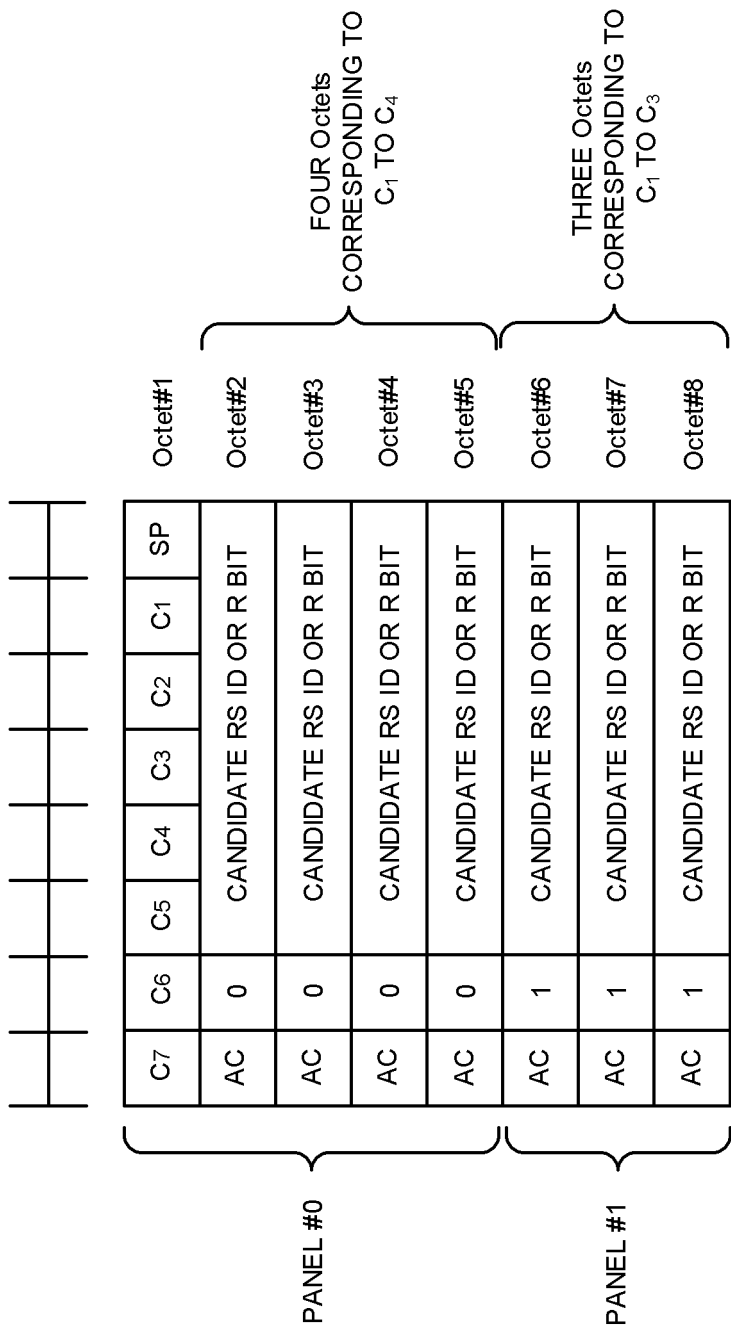 C7 C6 C5 C4 C3 C2 C1 SP Octet#1
AC 0 CANDIDATE RS ID OR R BIT Octet#2
AC 0 CANDIDATE RS ID OR R BIT Octet#3
AC 0 CANDIDATE RS ID OR R BIT Octet#4
AC 0 CANDIDATE RS ID OR R BIT Octet#5
AC 1 CANDIDATE RS ID OR R BIT Octet#6
AC 1 CANDIDATE RS ID OR R BIT Octet#7
AC 1 CANDIDATE RS ID OR R BIT Octet#8
PANEL #0
PANEL #1
FOUR Octets
CORRESPONDING TO
C₁ TO C₄
THREE Octets
CORRESPONDING TO
C₁ TO C₃